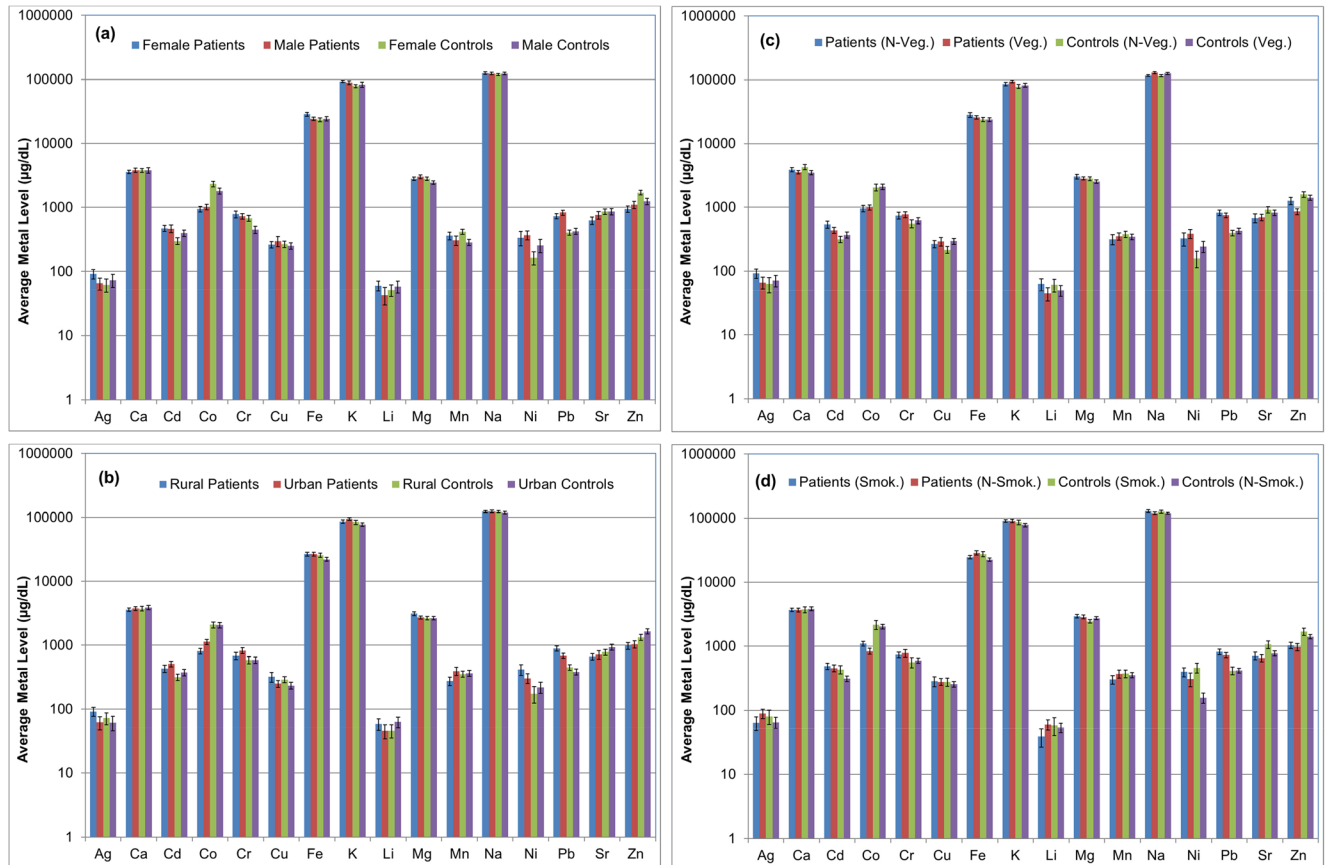 (a)
Female Patients Male Patients Female Controls Male Controls
Average Metal Level (µg/dL)
1000000
100000
10000
1000
100
10
1
Ag Ca Cd Co Cr Cu Fe K Li Mg Mn Na Ni Pb Sr Zn
(c)
Patients (N-Veg.) Patients (Veg.) Controls (N-Veg.) Controls (Veg.)
Average Metal Level (µg/dL)
1000000
100000
10000
1000
100
10
1
Ag Ca Cd Co Cr Cu Fe K Li Mg Mn Na Ni Pb Sr Zn
(b)
Rural Patients Urban Patients Rural Controls Urban Controls
Average Metal Level (µg/dL)
1000000
100000
10000
1000
100
10
1
Ag Ca Cd Co Cr Cu Fe K Li Mg Mn Na Ni Pb Sr Zn
(d)
Patients (Smok.) Patients (N-Smok.) Controls (Smok.) Controls (N-Smok.)
Average Metal Level (µg/dL)
1000000
100000
10000
1000
100
10
1
Ag Ca Cd Co Cr Cu Fe K Li Mg Mn Na Ni Pb Sr Zn